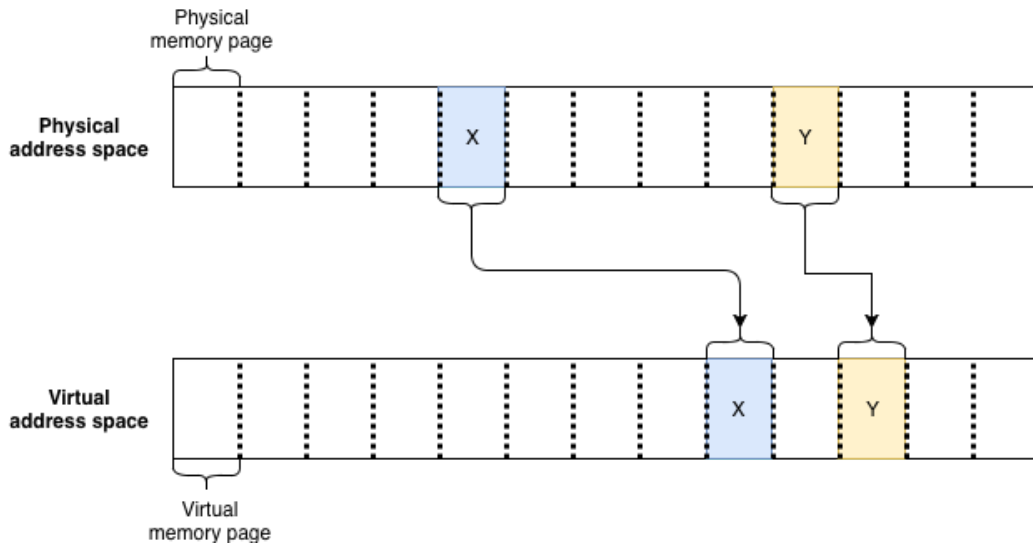 Physical
memory page
Physical
address space
X
Y
Virtual
address space
X
Y
Virtual
memory page